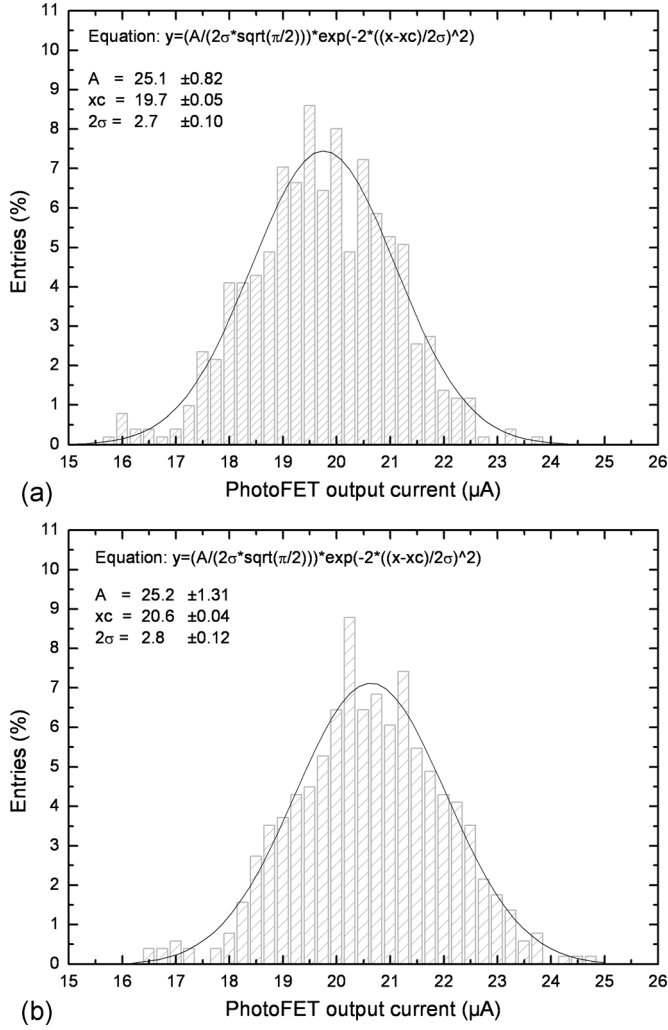 11
10
9
8
7
6
5
4
3
2
1
0
Entries (%)
Equation: y=(A/(2σ*sqrt(π/2)))*exp(-2*((x-xc)/2σ)^2)
A = 25.1 ±0.82
xc = 19.7 ±0.05
2σ = 2.7 ±0.10
15 16 17 18 19 20 21 22 23 24 25 26
PhotoFET output current (µA)
(a)
11
10
9
8
7
6
5
4
3
2
1
0
Entries (%)
Equation: y=(A/(2σ*sqrt(π/2)))*exp(-2*((x-xc)/2σ)^2)
A = 25.2 ±1.31
xc = 20.6 ±0.04
2σ = 2.8 ±0.12
15 16 17 18 19 20 21 22 23 24 25 26
PhotoFET output current (µA)
(b)